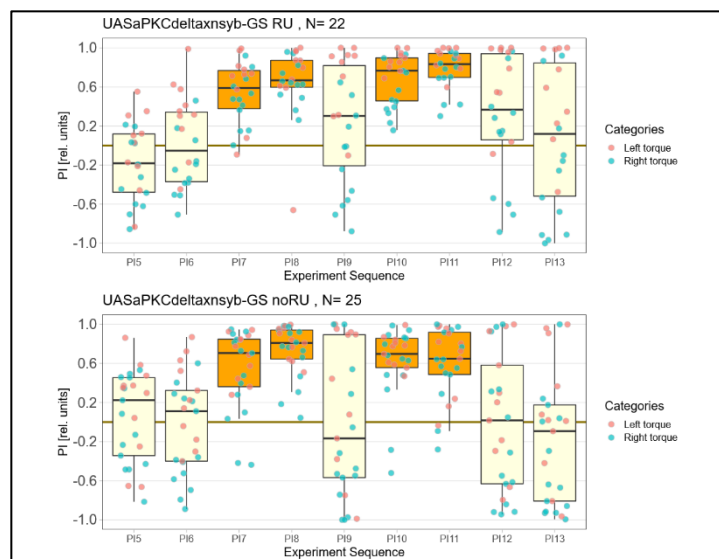 UASaPKCdeltaxnsyb-GS RU , N= 22
PI [rel. units]
1.0
0.6
0.2
-0.2
-0.6
-1.0
PI5 PI6 PI7 PI8 PI9 PI10 PI11 PI12 PI13
Experiment Sequence
Categories
Left torque
Right torque
UASaPKCdeltaxnsyb-GS noRU , N= 25
PI [rel. units]
1.0
0.6
0.2
-0.2
-0.6
-1.0
PI5 PI6 PI7 PI8 PI9 PI10 PI11 PI12 PI13
Experiment Sequence
Categories
Left torque
Right torque